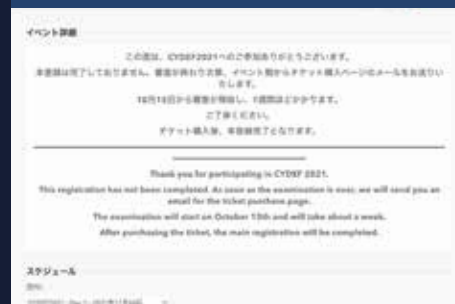 イベント詳細
この度は、CYDEF2021へのご参加ありがとうございます。
本登録は完了しておりません。審査が終わり次第、イベント側からチケット購入ページのメールをお送りい
たします。
10月13日から審査が開始し、1週間ほどかかります。
ご了承ください。
チケット購入後、本登録完了となります。
Thank you for participating in CYDEF 2021.
This registration has not been completed. As soon as the examination is over, we will send you an
email for the ticket purchase page.
The examination will start on October 13th and will take about a week.
After purchasing the ticket, the main registration will be completed.
スケジュール